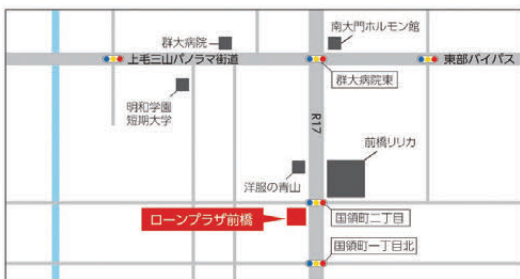 南大門ホルモン館
群大病院
上毛三山パノラマ街道
東部バイパス
群大病院東
明和学園
短期大学
R17
前橋リリカ
洋服の青山
ローンプラザ前橋
国領町二丁目
国領町一丁目北